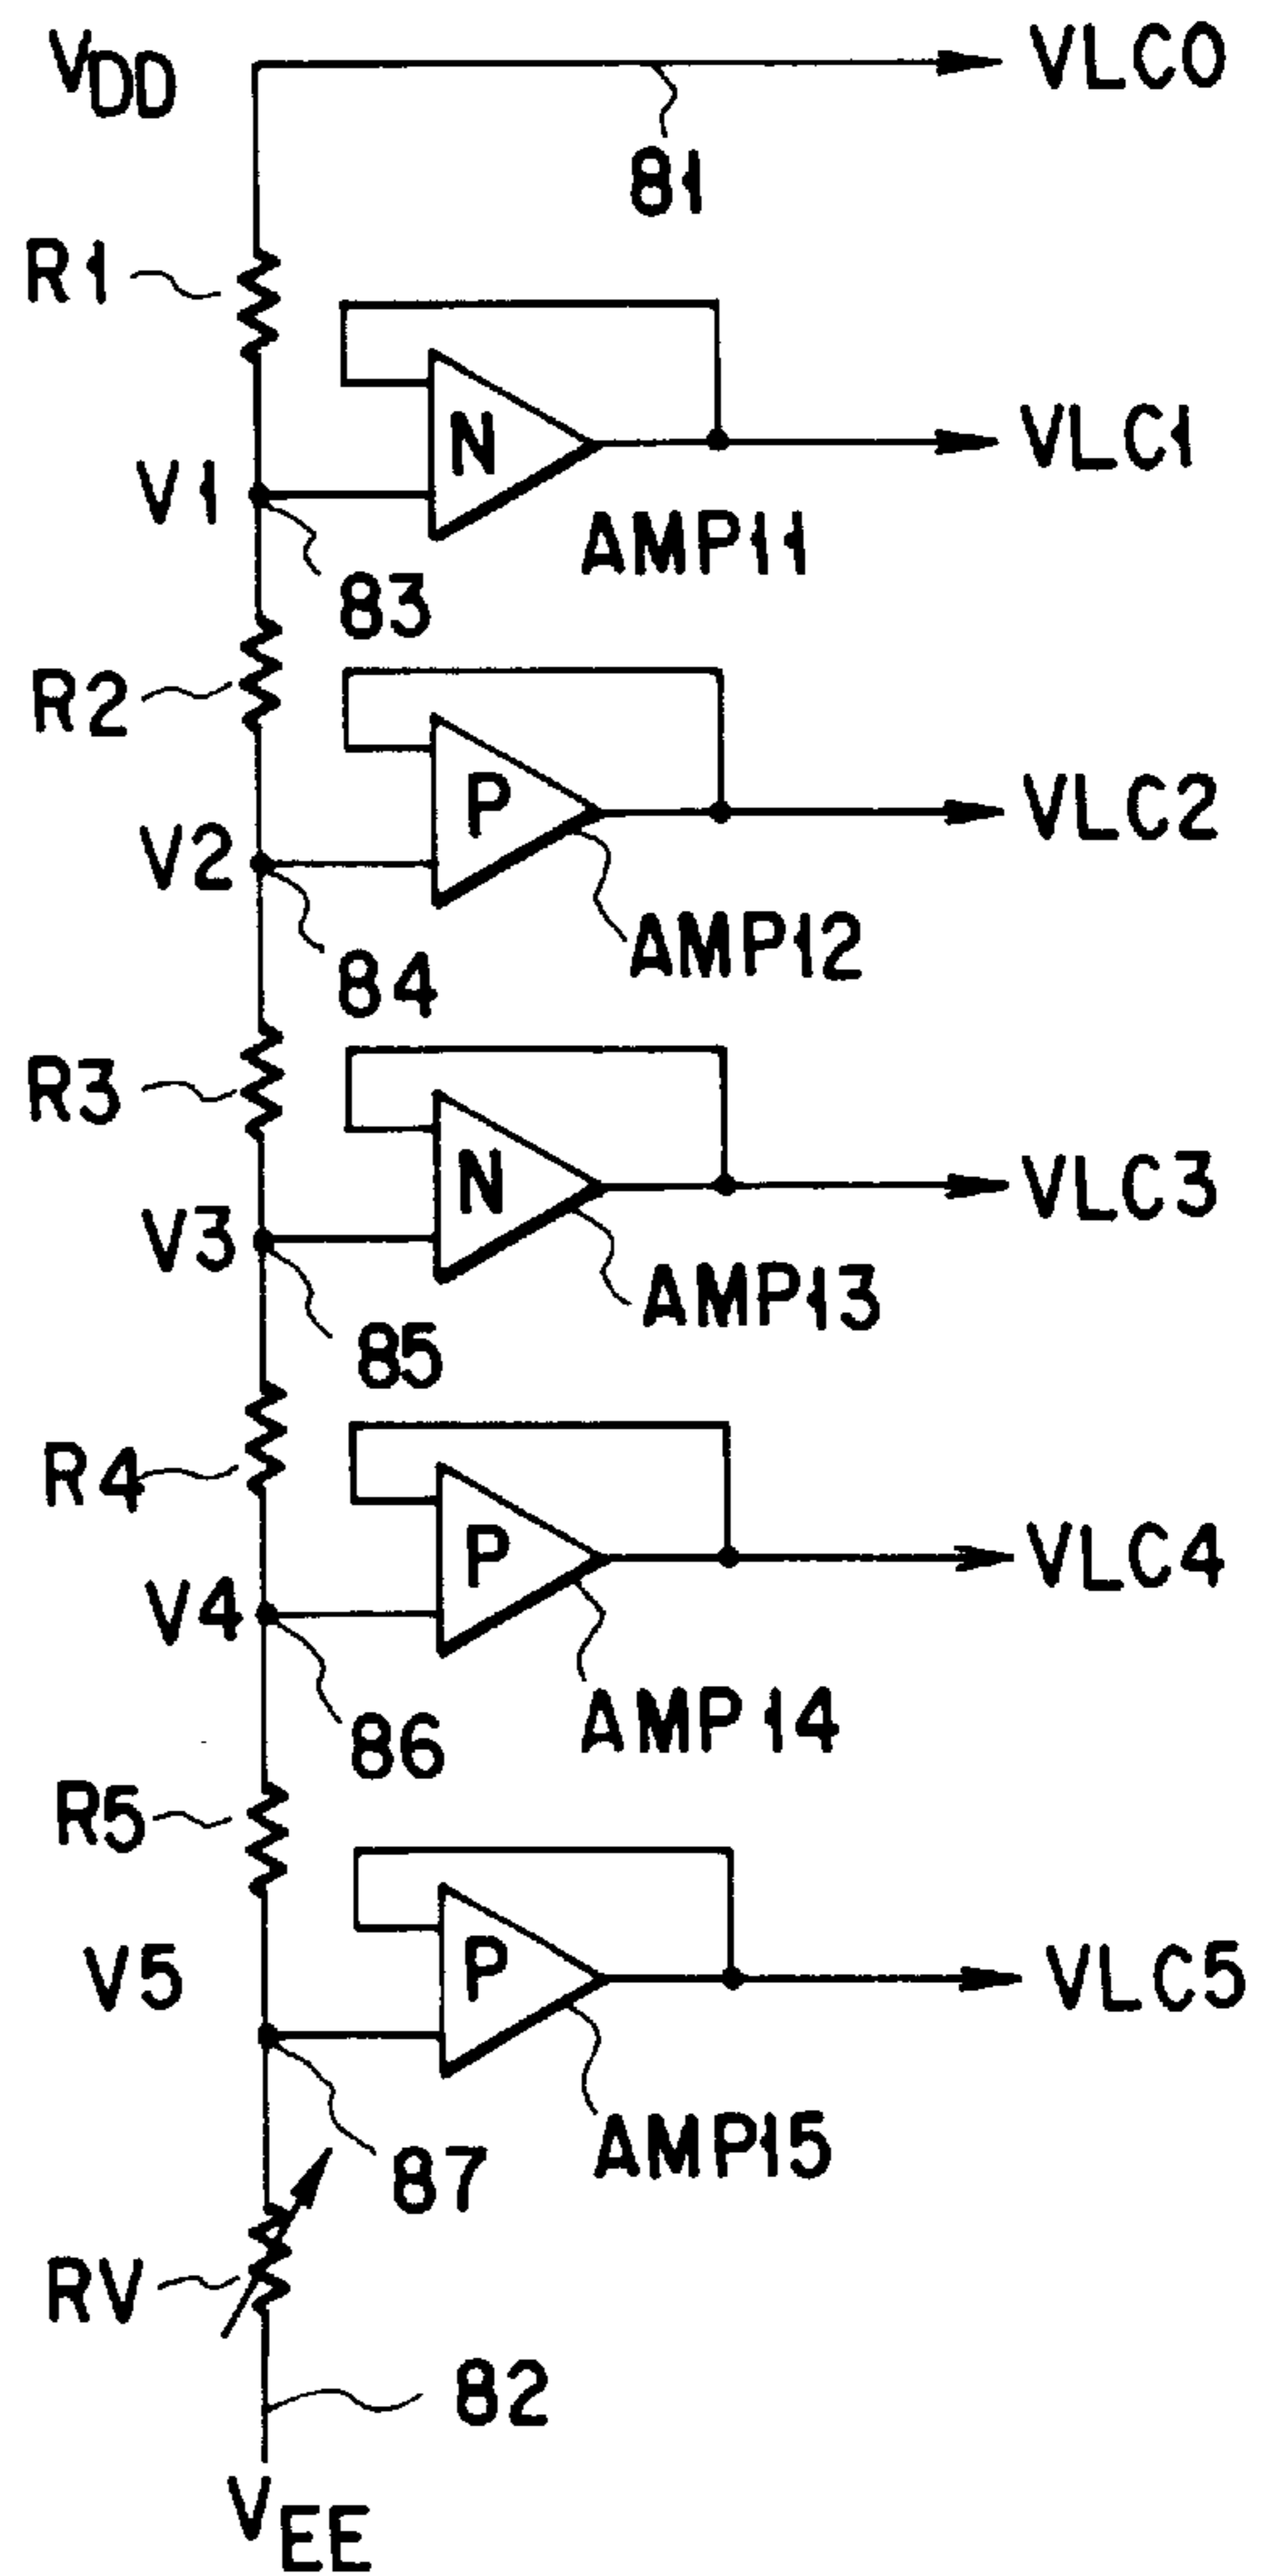 VDD
VLC0
81
R1
N
VLC1
V1
AMP11
83
R2
P
VLC2
V2
AMP12
84
R3
N
VLC3
V3
AMP13
85
R4
P
VLC4
V4
AMP14
86
R5
P
VLC5
V5
AMP15
87
RV
82
VEE